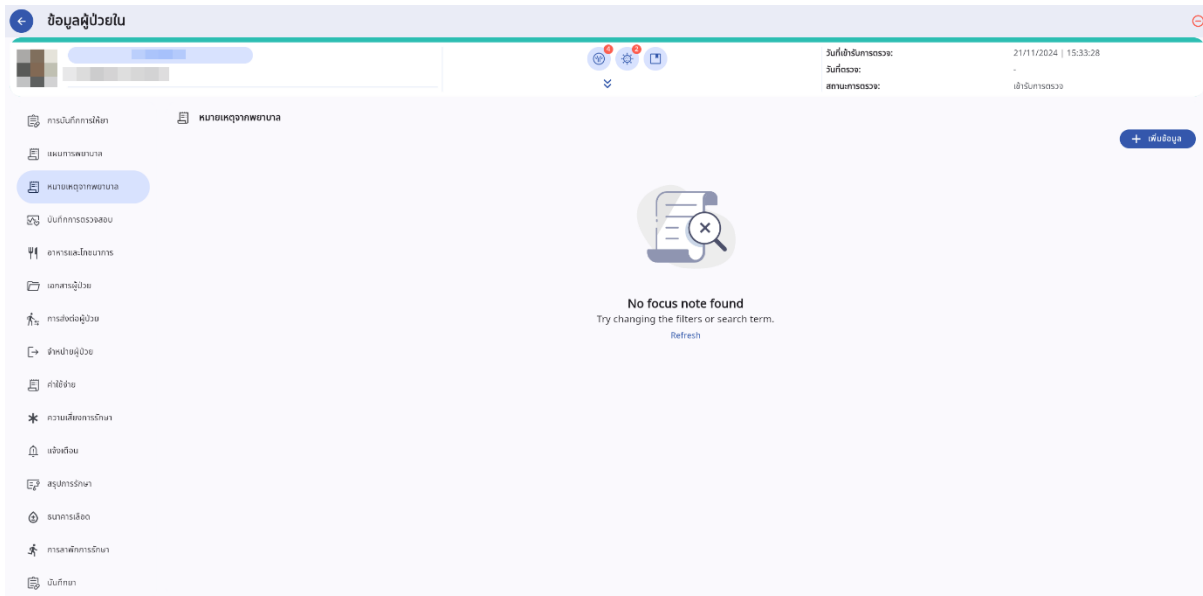 ข้อมูลผู้ป่วยใน
4
2
วันที่เข้ารับการตรวจ: 21/11/2024 | 15:33:28
วันที่ตรวจ: -
สถานะการตรวจ: เข้ารับการตรวจ
การบันทึกการให้ยา
แผนการพยาบาล
หมายเหตุจากพยาบาล
บันทึกการตรวจสอบ
อาหารและโภชนาการ
เอกสารผู้ป่วย
การส่งต่อผู้ป่วย
จำหน่ายผู้ป่วย
ค่าใช้จ่าย
ความเสี่ยงการรักษา
แจ้งเตือน
สรุปการรักษา
ธนาคารเลือด
การลาพักการรักษา
บันทึกยา
หมายเหตุจากพยาบาล
+ เพิ่มข้อมูล
No focus note found
Try changing the filters or search term.
Refresh